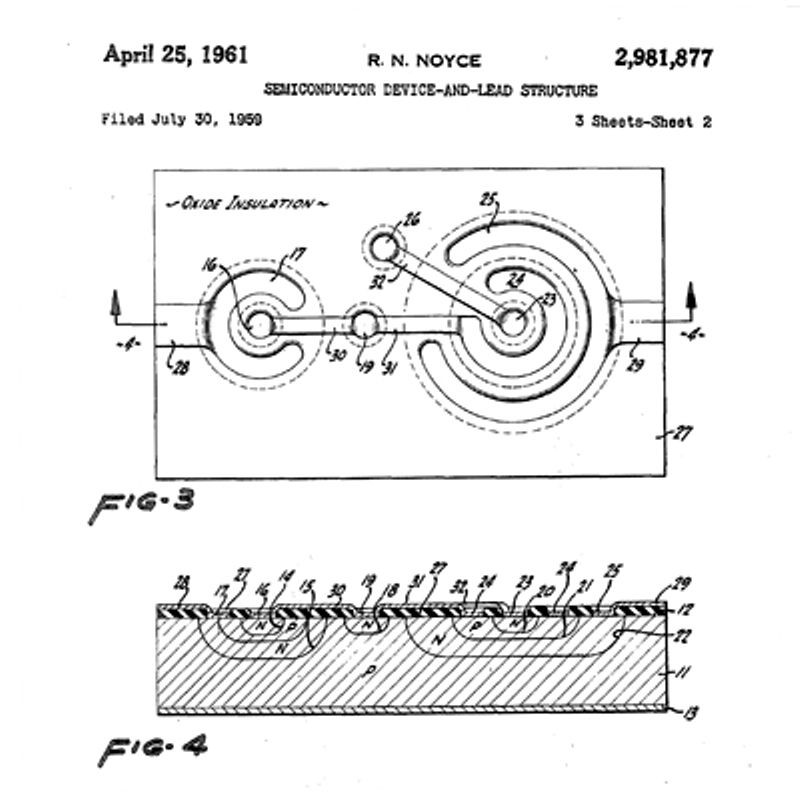 April 25, 1961
R. N. NOYCE
2,981,877
SEMICONDUCTOR DEVICE-AND-LEAD STRUCTURE
Filed July 30, 1959
3 Sheets-Sheet 2
~ OXIDE INSULATION ~
25
26
16
17
32
24
23
-4-
-4-
28
30
19
31
29
27
FIG-3
28
17
27
16
14
15
30
19
18
31
27
32
24
23
20
24
21
25
29
12
N
P
N
N
N
P
N
22
P
11
13
FIG-4